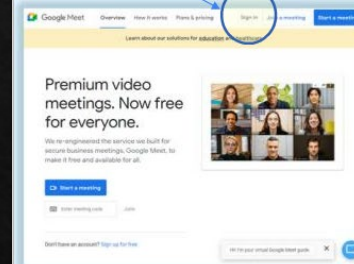 Google Meet Overview How it works Plans & pricing Sign in Join a meeting Start a meeting
Learn about our solutions for education and healthcare.
Premium video
meetings. Now free
for everyone.
We re-engineered the service we built for
secure business meetings, Google Meet, to
make it free and available for all.
Start a meeting
Enter meeting code Join
Don't have an account? Sign up for free
Hi! I'm your virtual Google Meet guide